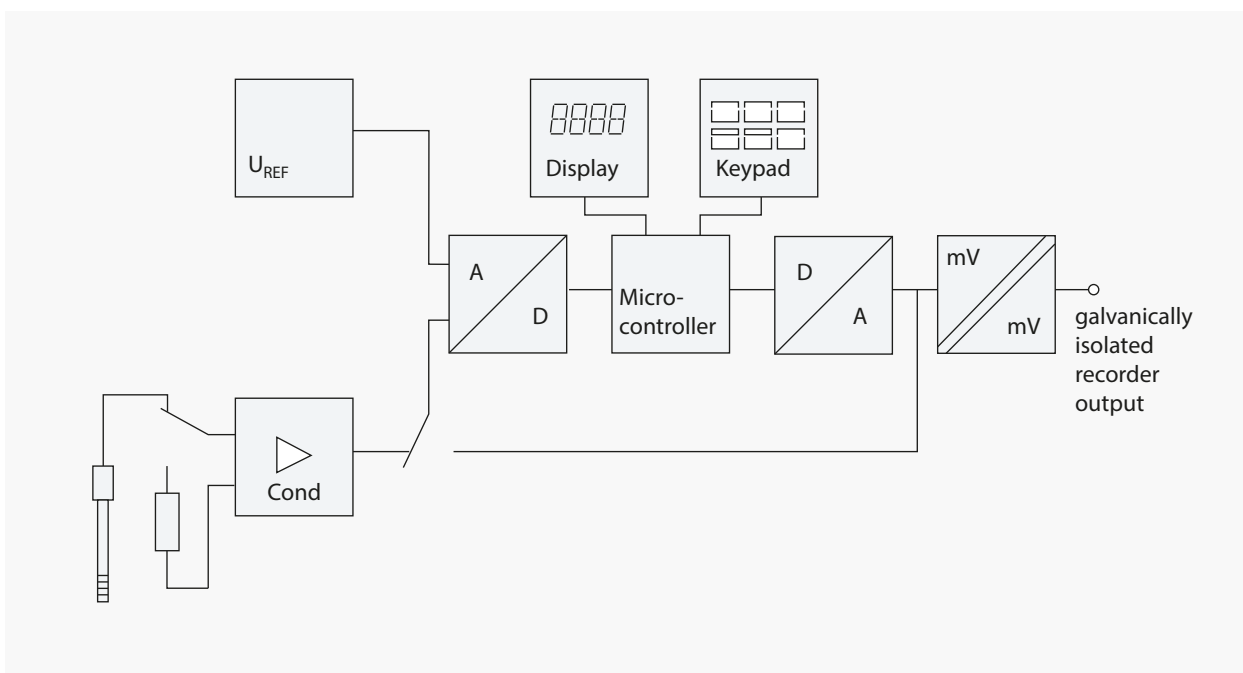 U_REF
8888
Display
Keypad
A
D
Micro-
controller
D
A
mV
mV
galvanically
isolated
recorder
output
Cond